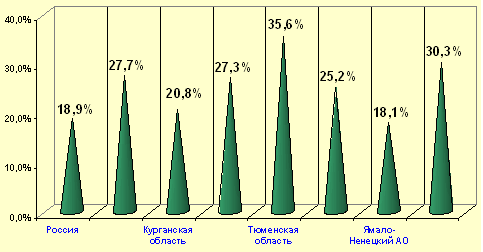 40,0%
30,0%
20,0%
10,0%
0,0%
18,9%
27,7%
20,8%
27,3%
35,6%
25,2%
18,1%
30,3%
Россия
Курганская
область
Тюменская
область
Ямало-
Ненецкий АО